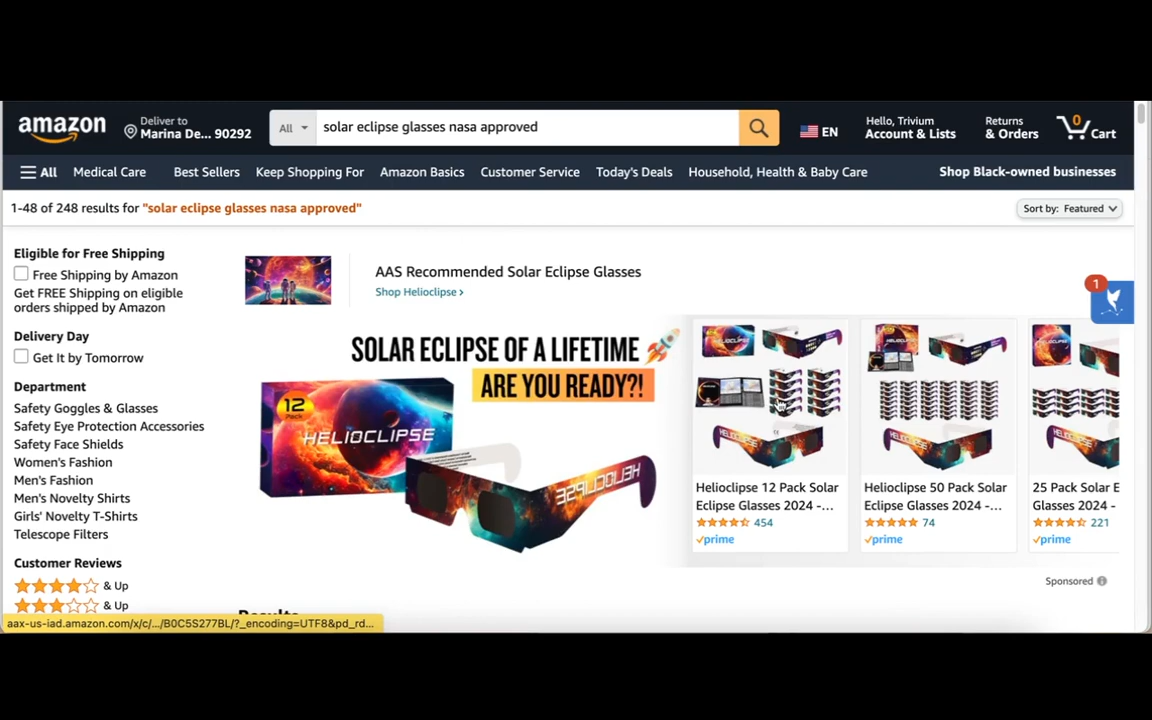 amazon
Deliver to
Marina De... 90292
All
solar eclipse glasses nasa approved
EN
Hello, Trivium
Account & Lists
Returns
& Orders
0
Cart
All
Medical Care
Best Sellers
Keep Shopping For
Amazon Basics
Customer Service
Today's Deals
Household, Health & Baby Care
Shop Black-owned businesses
1-48 of 248 results for "solar eclipse glasses nasa approved"
Sort by: Featured
Eligible for Free Shipping
Free Shipping by Amazon
Get FREE Shipping on eligible
orders shipped by Amazon
Delivery Day
Get It by Tomorrow
Department
Safety Goggles & Glasses
Safety Eye Protection Accessories
Safety Face Shields
Women's Fashion
Men's Fashion
Men's Novelty Shirts
Girls' Novelty T-Shirts
Telescope Filters
Customer Reviews
& Up
& Up
aax-us-iad.amazon.com/x/c/.../B0C5S277BL/?_encoding=UTF8&pd_rd...
AAS Recommended Solar Eclipse Glasses
Shop Helioclipse >
SOLAR ECLIPSE OF A LIFETIME
ARE YOU READY?!
12
Pack
HELIOCLIPSE
HELIOCLIPSE
Helioclipse 12 Pack Solar
Eclipse Glasses 2024 -...
454
prime
Helioclipse 50 Pack Solar
Eclipse Glasses 2024 -...
74
prime
25 Pack Solar E
Glasses 2024 -
221
prime
1
Sponsored
Results